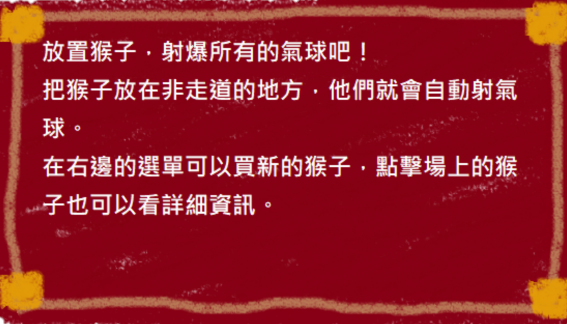 放置猴子，射爆所有的氣球吧！
把猴子放在非走道的地方，他們就會自動射氣
球。
在右邊的選單可以買新的猴子，點擊場上的猴
子也可以看詳細資訊。